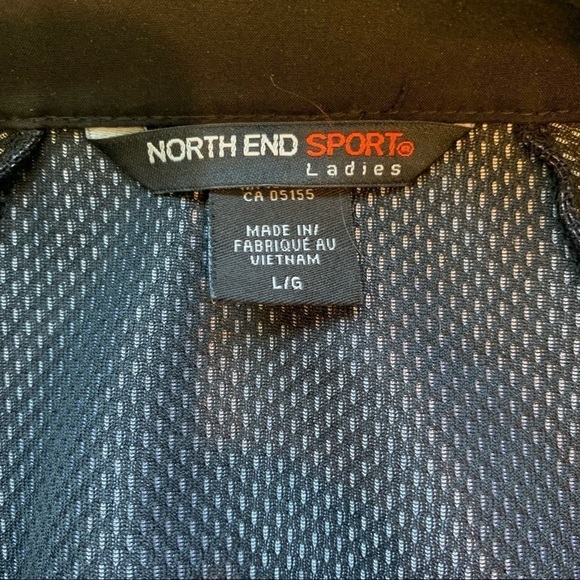 NORTH END SPORT®
Ladies
CA 05155
MADE IN/
FABRIQUÉ AU
VIETNAM
L/G